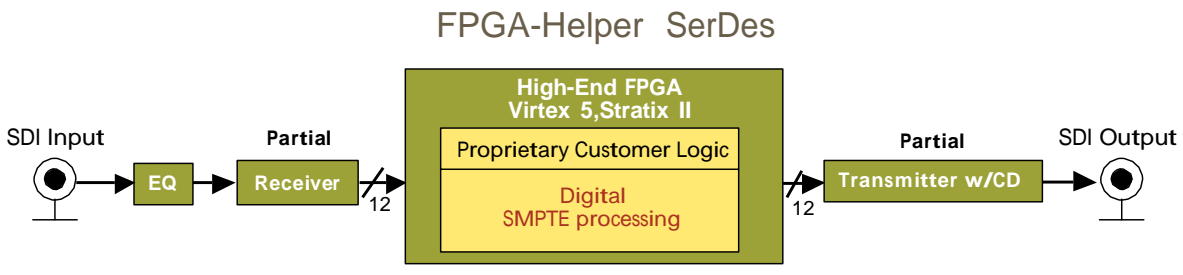 FPGA-Helper SerDes
High-End FPGA
Virtex 5,Stratix II
SDI Input
Partial
Partial
SDI Output
Proprietary Customer Logic
EQ
Receiver
12
Digital
SMPTE processing
12
Transmitter w/CD